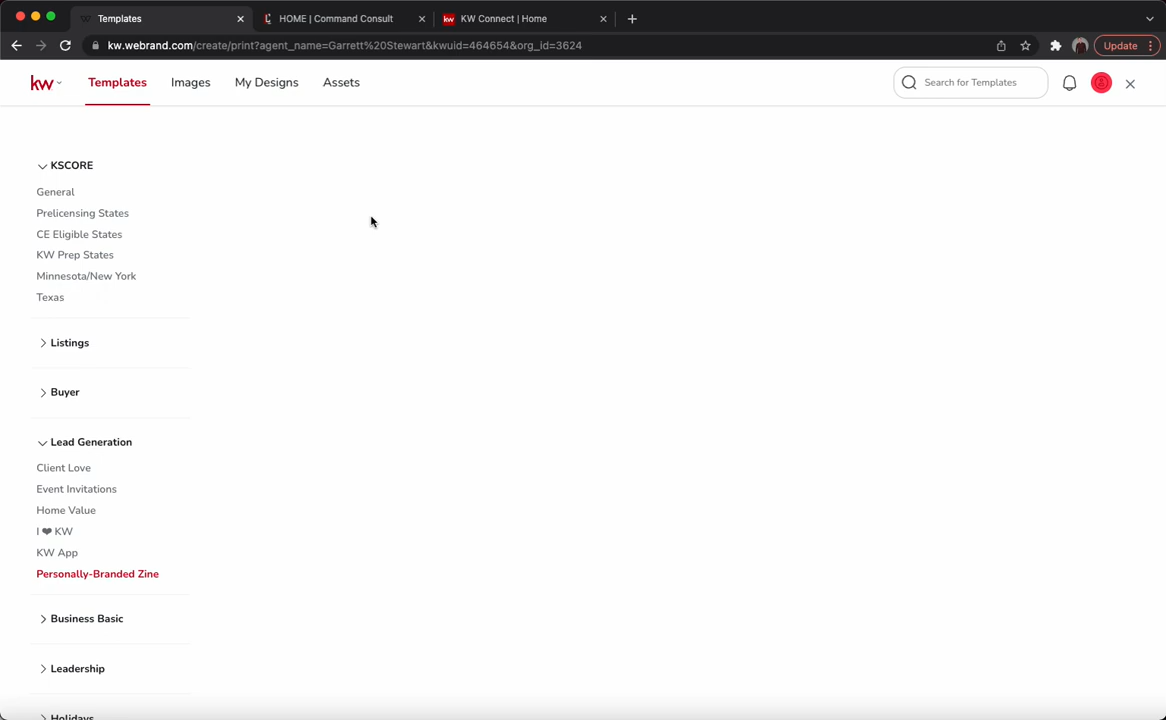 Templates
HOME | Command Consult
KW Connect | Home
kw.webrand.com/create/print?agent_name=Garrett%20Stewart&kwuid=464654&org_id=3624
Update
kw
Templates
Images
My Designs
Assets
Search for Templates
KSCORE
General
Prelicensing States
CE Eligible States
KW Prep States
Minnesota/New York
Texas
Listings
Buyer
Lead Generation
Client Love
Event Invitations
Home Value
I ❤ KW
KW App
Personally-Branded Zine
Business Basic
Leadership
Holidays